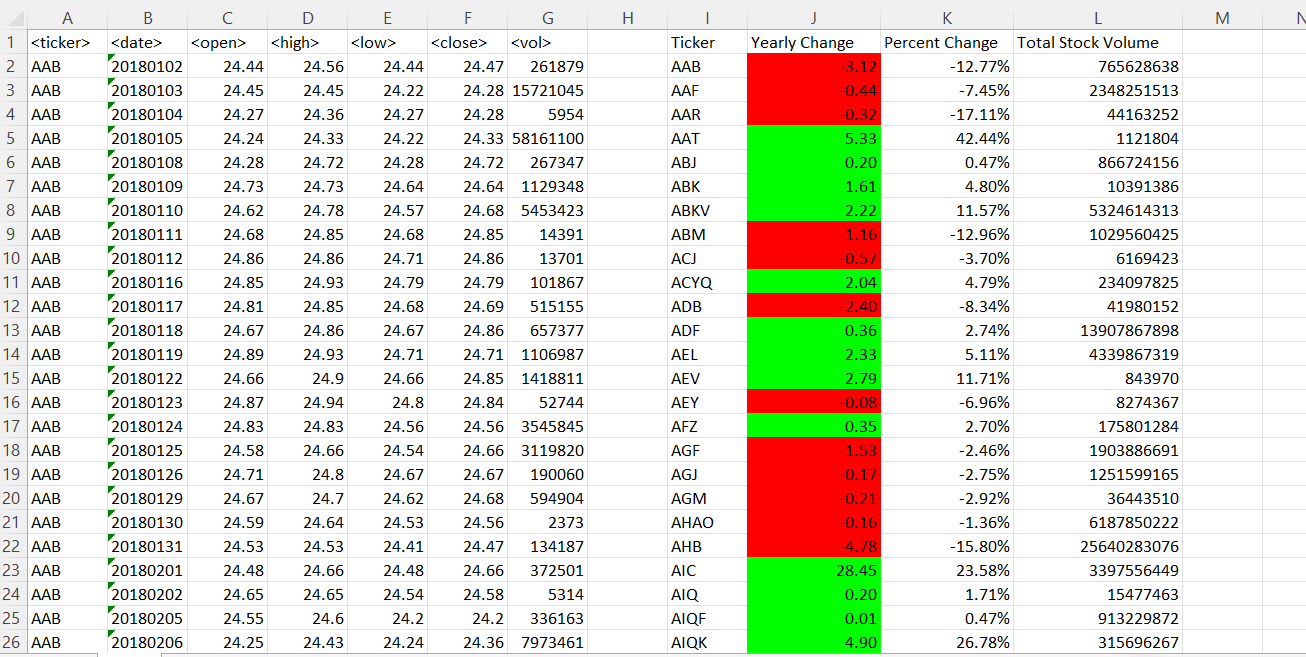 A B C D E F G H I J K L M N
1 <ticker> <date> <open> <high> <low> <close> <vol> Ticker Yearly Change Percent Change Total Stock Volume
2 AAB 20180102 24.44 24.56 24.44 24.47 261879 AAB -3.12 -12.77% 765628638
3 AAB 20180103 24.45 24.45 24.22 24.28 15721045 AAF -0.44 -7.45% 2348251513
4 AAB 20180104 24.27 24.36 24.27 24.28 5954 AAR -0.32 -17.11% 44163252
5 AAB 20180105 24.24 24.33 24.22 24.33 58161100 AAT 5.33 42.44% 1121804
6 AAB 20180108 24.28 24.72 24.28 24.72 267347 ABJ 0.20 0.47% 866724156
7 AAB 20180109 24.73 24.73 24.64 24.64 1129348 ABK 1.61 4.80% 10391386
8 AAB 20180110 24.62 24.78 24.57 24.68 5453423 ABKV 2.22 11.57% 5324614313
9 AAB 20180111 24.68 24.85 24.68 24.85 14391 ABM -1.16 -12.96% 1029560425
10 AAB 20180112 24.86 24.86 24.71 24.86 13701 ACJ -0.57 -3.70% 6169423
11 AAB 20180116 24.85 24.93 24.79 24.79 101867 ACYQ 2.04 4.79% 234097825
12 AAB 20180117 24.81 24.85 24.68 24.69 515155 ADB -2.40 -8.34% 41980152
13 AAB 20180118 24.67 24.86 24.67 24.86 657377 ADF 0.36 2.74% 13907867898
14 AAB 20180119 24.89 24.93 24.71 24.71 1106987 AEL 2.33 5.11% 4339867319
15 AAB 20180122 24.66 24.9 24.66 24.85 1418811 AEV 2.79 11.71% 843970
16 AAB 20180123 24.87 24.94 24.8 24.84 52744 AEY -0.08 -6.96% 8274367
17 AAB 20180124 24.83 24.83 24.56 24.56 3545845 AFZ 0.35 2.70% 175801284
18 AAB 20180125 24.58 24.66 24.54 24.66 3119820 AGF -1.53 -2.46% 1903886691
19 AAB 20180126 24.71 24.8 24.67 24.67 190060 AGJ -0.17 -2.75% 1251599165
20 AAB 20180129 24.67 24.7 24.62 24.68 594904 AGM -0.21 -2.92% 36443510
21 AAB 20180130 24.59 24.64 24.53 24.56 2373 AHAO -0.16 -1.36% 6187850222
22 AAB 20180131 24.53 24.53 24.41 24.47 134187 AHB -4.78 -15.80% 25640283076
23 AAB 20180201 24.48 24.66 24.48 24.66 372501 AIC 28.45 23.58% 3397556449
24 AAB 20180202 24.65 24.65 24.54 24.58 5314 AIQ 0.20 1.71% 15477463
25 AAB 20180205 24.55 24.6 24.2 24.2 336163 AIQF 0.01 0.47% 913229872
26 AAB 20180206 24.25 24.43 24.24 24.36 7973461 AIQK 4.90 26.78% 315696267